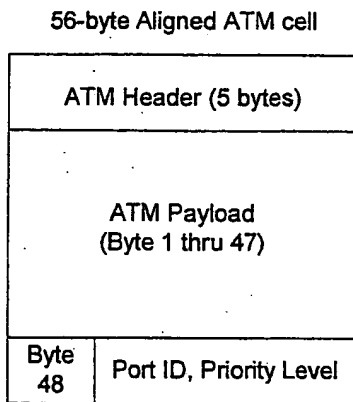 56-byte Aligned ATM cell
ATM Header (5 bytes)
ATM Payload
(Byte 1 thru 47)
Byte
48
Port ID, Priority Level